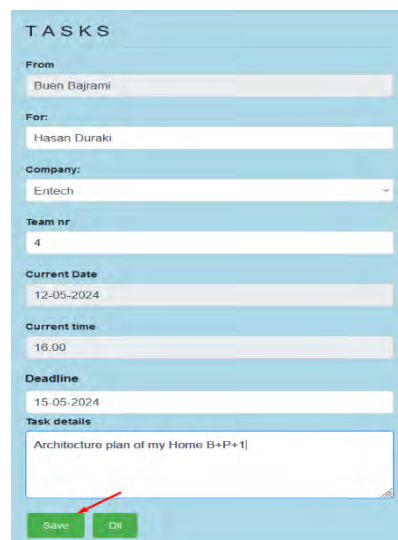 TASKS
From
Buen Bajrami
For:
Hasan Duraki
Company:
Entech
Team nr
4
Current Date
12-05-2024
Current time
16:00
Deadline
15-05-2024
Task details
Architecture plan of my Home B+P+1
Save Dil